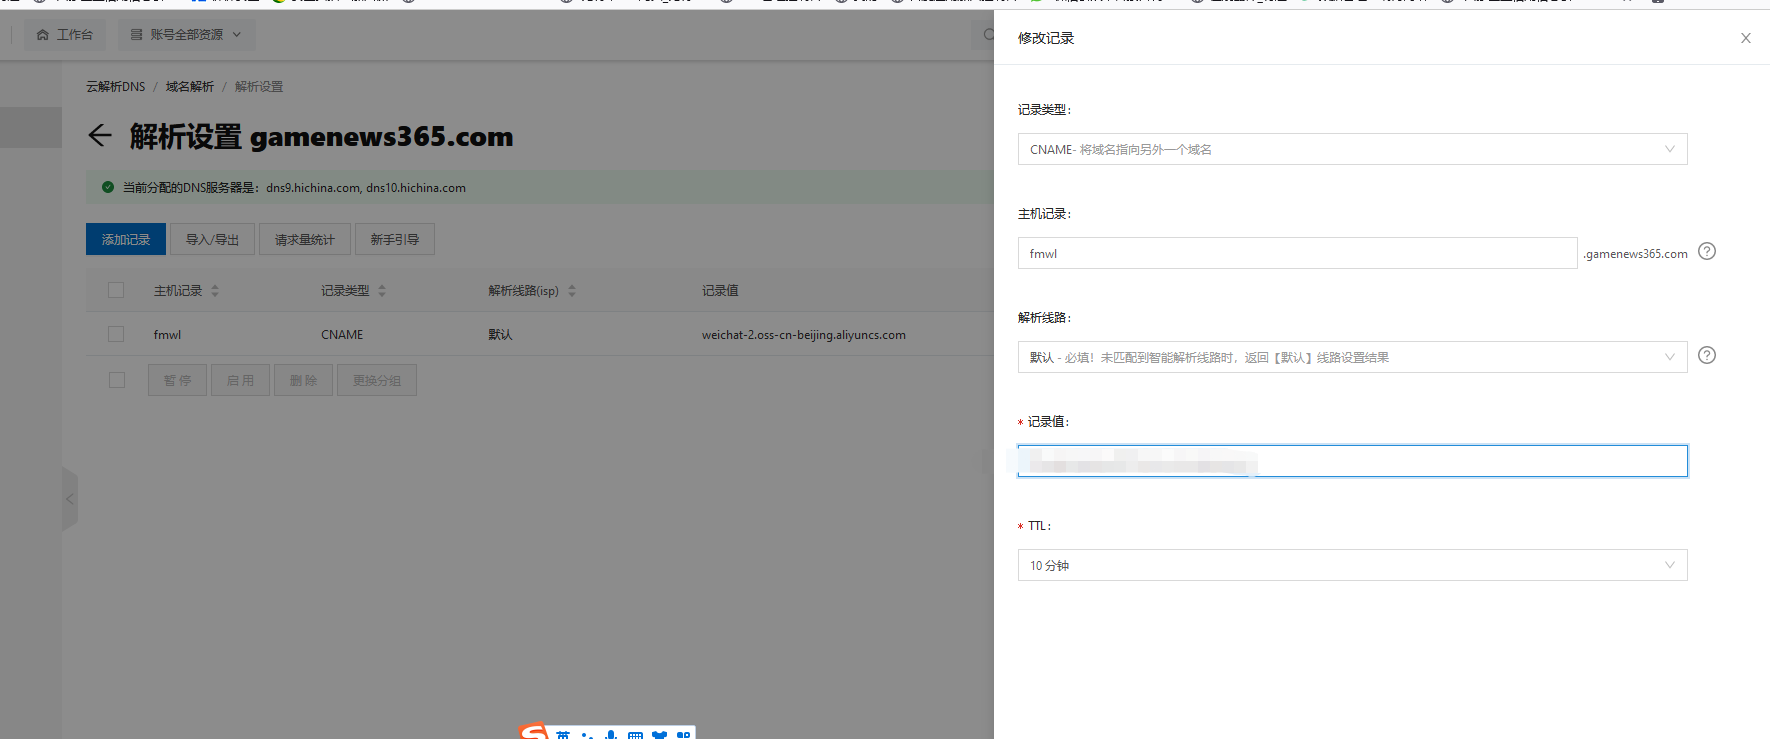 工作台
账号全部资源
云解析DNS / 域名解析 / 解析设置
解析设置 gamenews365.com
当前分配的DNS服务器是：dns9.hichina.com, dns10.hichina.com
添加记录
导入/导出
请求量统计
新手引导
主机记录 记录类型 解析线路(isp) 记录值
fmwl CNAME 默认 weichat-2.oss-cn-beijing.aliyuncs.com
暂 停
启 用
删 除
更换分组
修改记录
记录类型：
CNAME- 将域名指向另外一个域名
主机记录：
fmwl
.gamenews365.com
解析线路：
默认 - 必填！未匹配到智能解析线路时，返回【默认】线路设置结果
* 记录值：
* TTL：
10 分钟
英